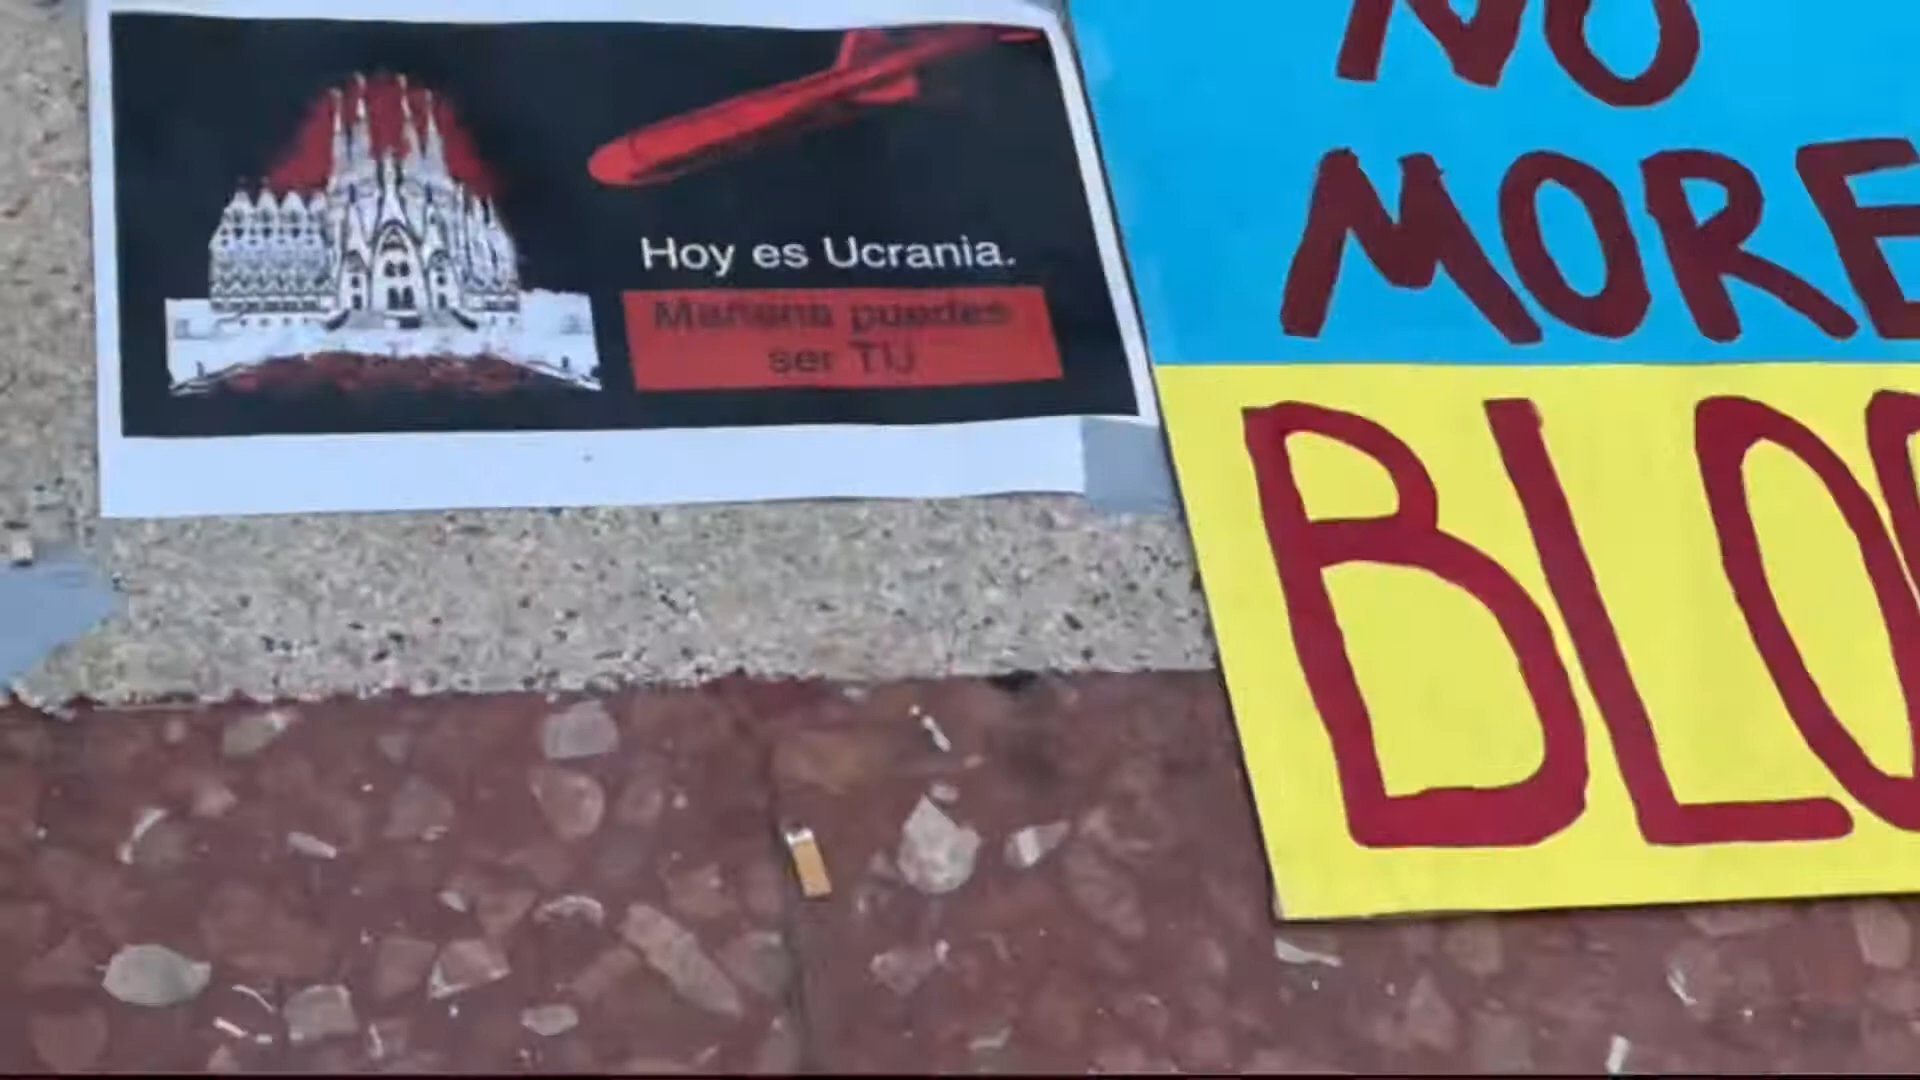 Hoy es Ucrania.
Mañana puedes
ser TÚ
NO
MORE
BLO